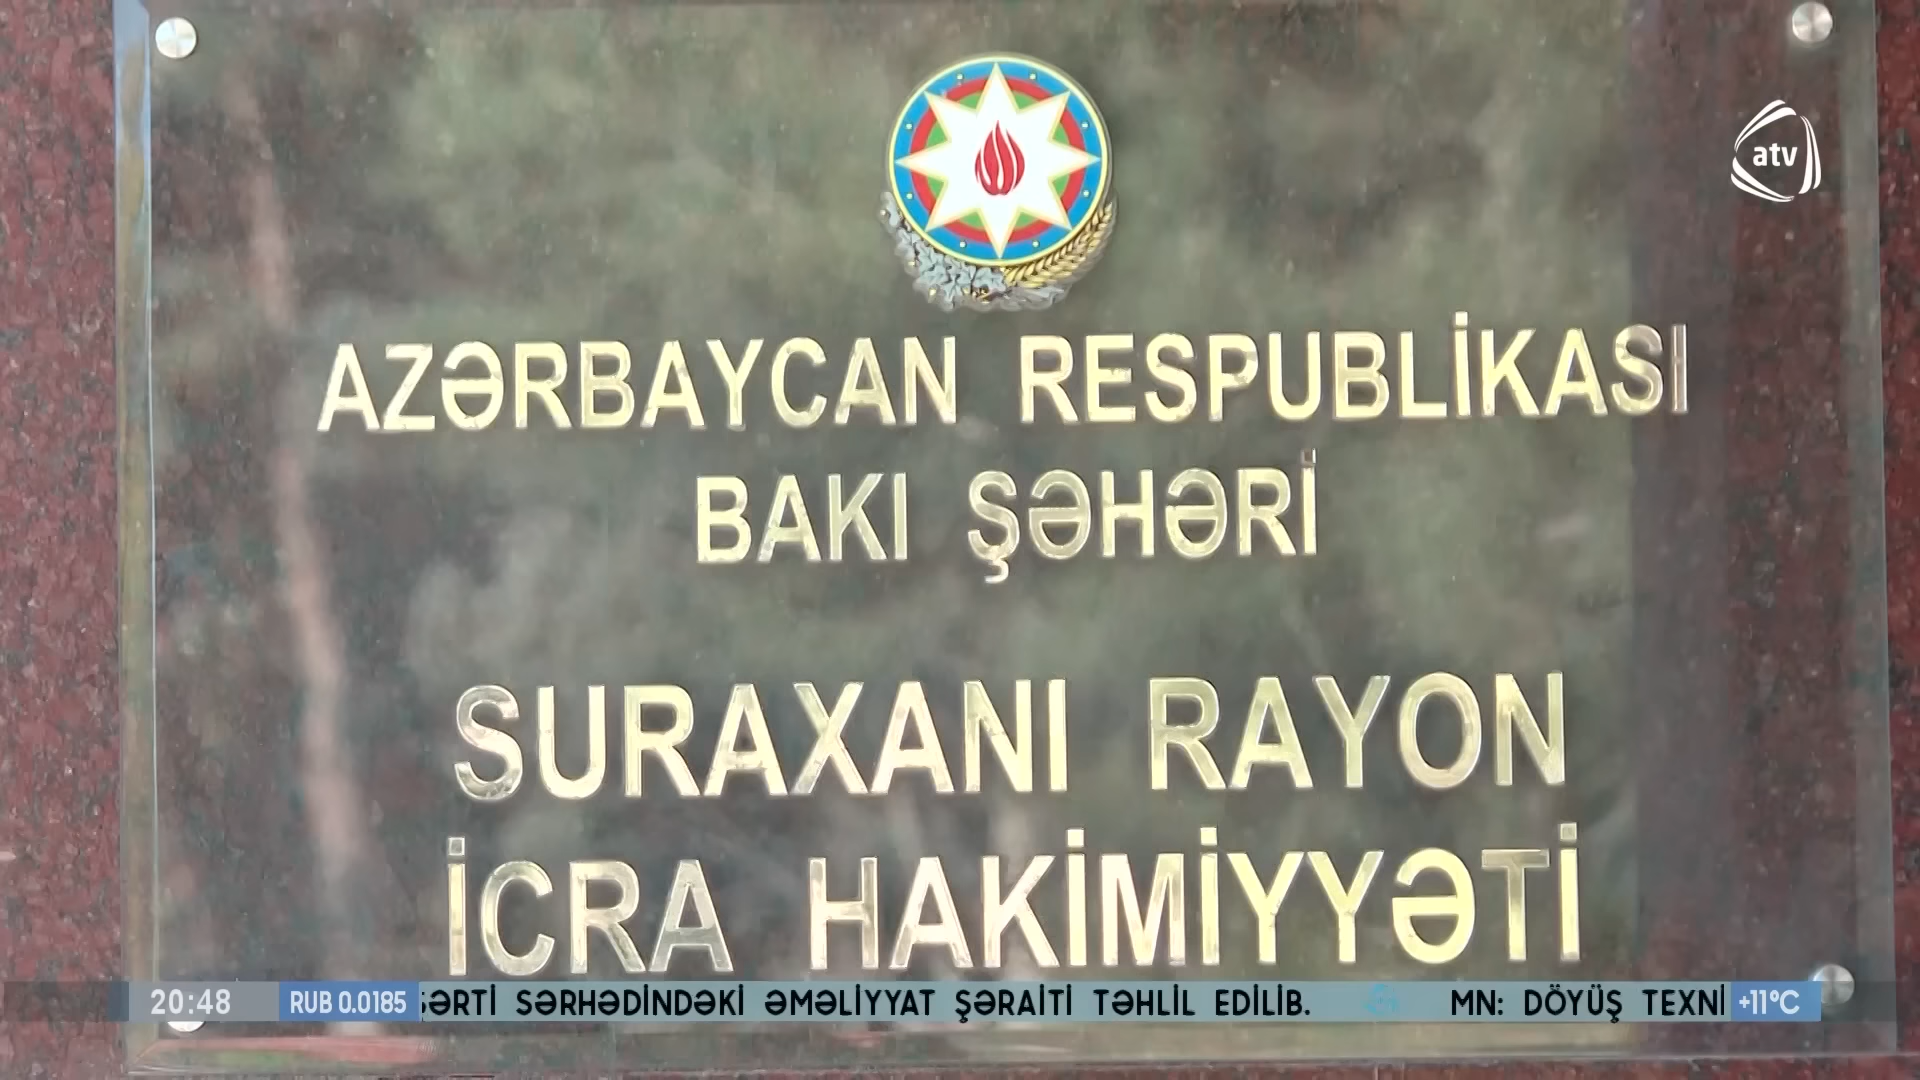 atv
AZƏRBAYCAN RESPUBLİKASI
BAKI ŞƏHƏRİ
SURAXANI RAYON
İCRA HAKİMİYYƏTİ
20:48 RUB 0.0185 SƏRHƏDİNDƏKİ ƏMƏLİYYAT ŞƏRAİTİ TƏHLİL EDİLİB. MN: DÖYÜŞ TEXNİ +11°C